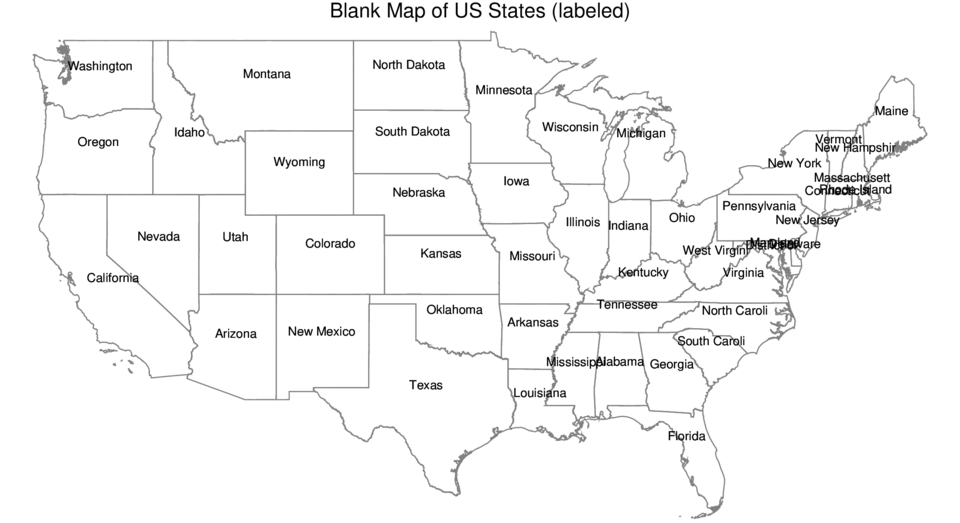 Blank Map of US States (labeled)
Washington
Montana
North Dakota
Minnesota
Maine
Oregon
Idaho
South Dakota
Wisconsin
Michigan
Vermont
New Hampshir
Wyoming
New York
Nebraska
Iowa
Massachusett
Connecticut
Rhode Island
Pennsylvania
Nevada
Utah
Colorado
Kansas
Illinois
Indiana
Ohio
New Jersey
Maryland
Delaware
West Virgini
Missouri
California
Kentucky
Virginia
Arizona
New Mexico
Oklahoma
Arkansas
Tennessee
North Caroli
South Caroli
Texas
Louisiana
Mississippi
Alabama
Georgia
Florida